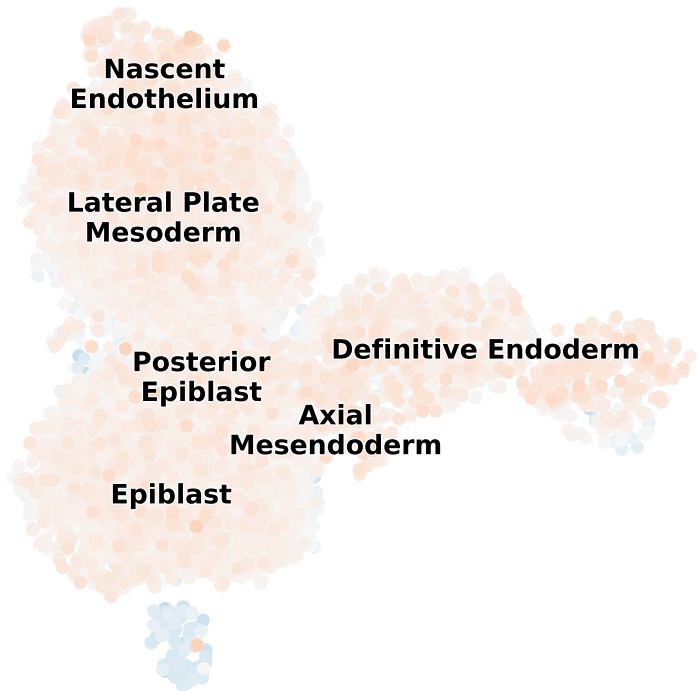 Nascent
Endothelium
Lateral Plate
Mesoderm
Definitive Endoderm
Posterior
Epiblast
Axial
Mesendoderm
Epiblast